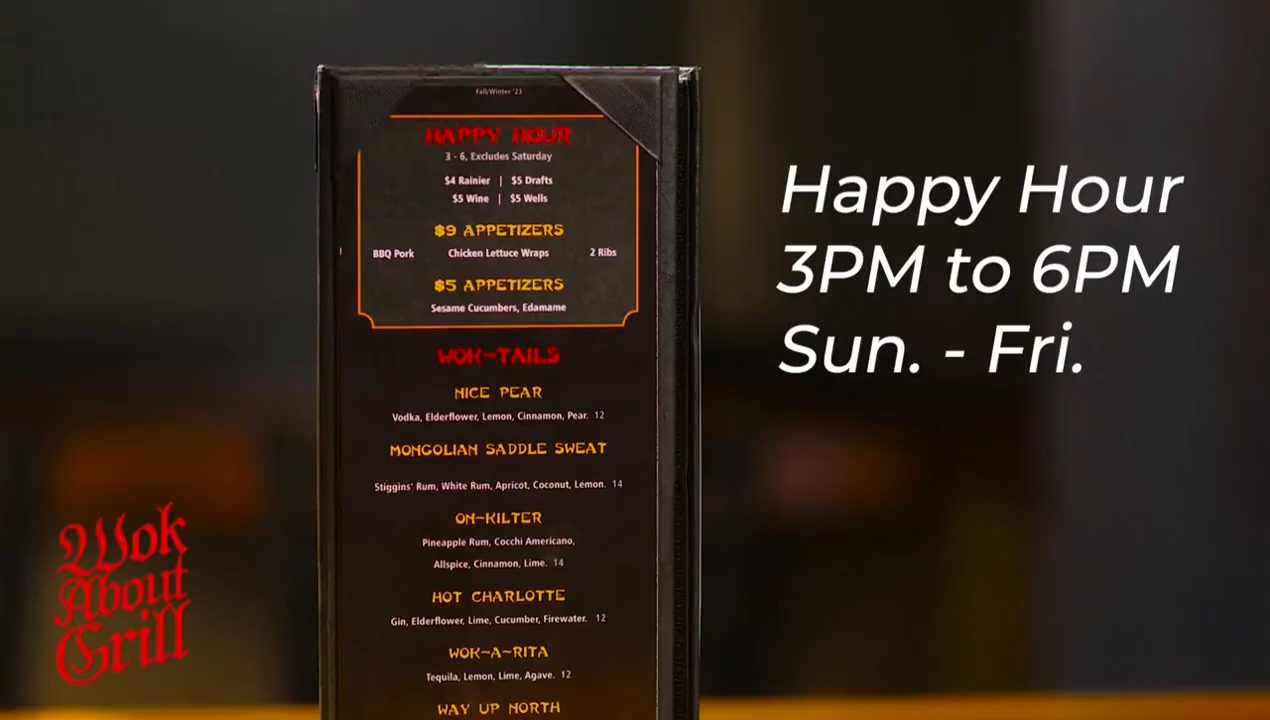 Fall/Winter '23
HAPPY HOUR
3 - 6, Excludes Saturday
$4 Rainier | $5 Drafts
$5 Wine | $5 Wells
$9 APPETIZERS
BBQ Pork Chicken Lettuce Wraps 2 Ribs
$5 APPETIZERS
Sesame Cucumbers, Edamame
WOK-TAILS
NICE PEAR
Vodka, Elderflower, Lemon, Cinnamon, Pear. 12
MONGOLIAN SADDLE SWEAT
Stiggins' Rum, White Rum, Apricot, Coconut, Lemon. 14
ON-KILTER
Pineapple Rum, Cocchi Americano,
Allspice, Cinnamon, Lime. 14
HOT CHARLOTTE
Gin, Elderflower, Lime, Cucumber, Firewater. 12
WOK-A-RITA
Tequila, Lemon, Lime, Agave. 12
WAY UP NORTH
Happy Hour
3PM to 6PM
Sun. - Fri.
Wok
About
Grill